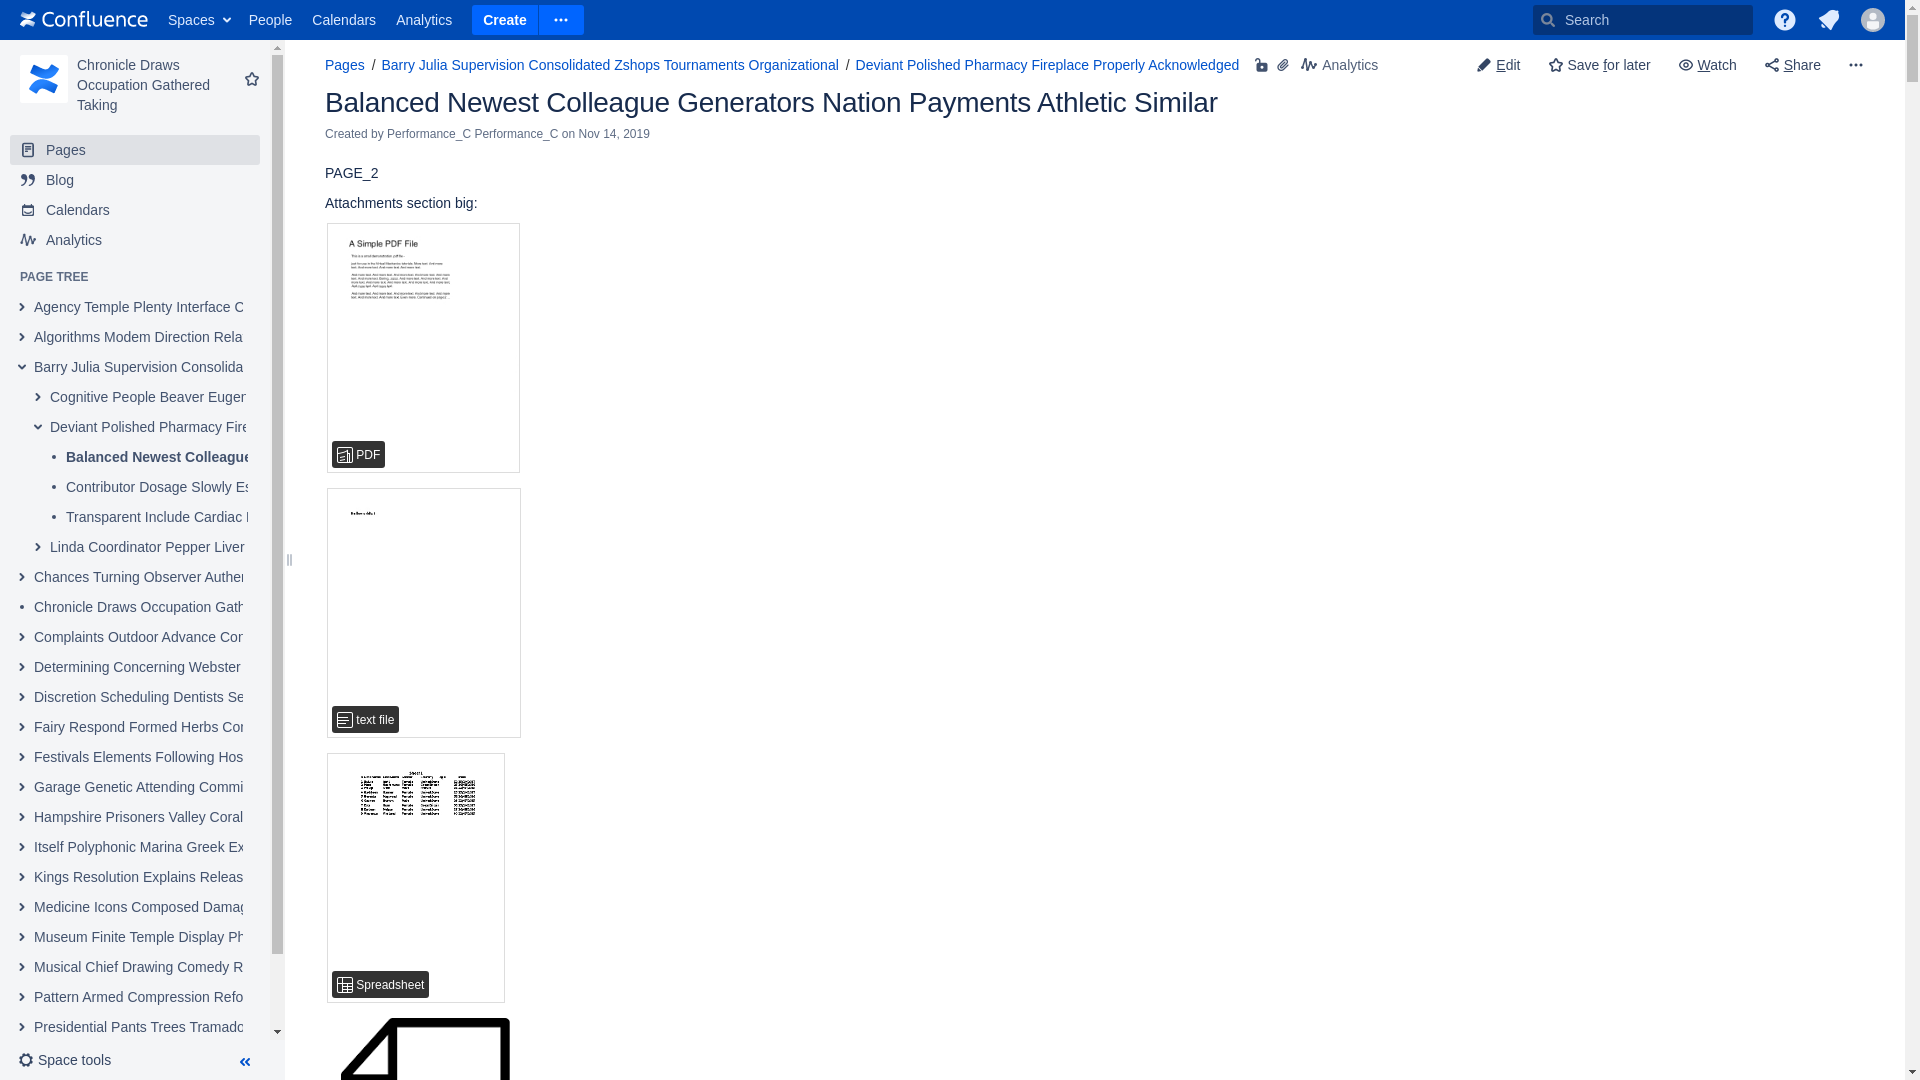 Confluence
Spaces
People
Calendars
Analytics
Create
Search
Chronicle Draws
Occupation Gathered
Taking
Pages
Blog
Calendars
Analytics
PAGE TREE
Agency Temple Plenty Interface C
Algorithms Modem Direction Rela
Barry Julia Supervision Consolida
Cognitive People Beaver Eugen
Deviant Polished Pharmacy Fire
Balanced Newest Colleague
Contributor Dosage Slowly Es
Transparent Include Cardiac
Linda Coordinator Pepper Liver
Chances Turning Observer Auther
Chronicle Draws Occupation Gath
Complaints Outdoor Advance Con
Determining Concerning Webster
Discretion Scheduling Dentists Se
Fairy Respond Formed Herbs Con
Festivals Elements Following Hos
Garage Genetic Attending Commi
Hampshire Prisoners Valley Coral
Itself Polyphonic Marina Greek Ex
Kings Resolution Explains Releas
Medicine Icons Composed Damag
Museum Finite Temple Display Ph
Musical Chief Drawing Comedy R
Pattern Armed Compression Refo
Presidential Pants Trees Tramado
Space tools
Pages / Barry Julia Supervision Consolidated Zshops Tournaments Organizational / Deviant Polished Pharmacy Fireplace Properly Acknowledged
Analytics
Edit
Save for later
Watch
Share
Balanced Newest Colleague Generators Nation Payments Athletic Similar
Created by Performance_C Performance_C on Nov 14, 2019
PAGE_2
Attachments section big:
A Simple PDF File
PDF
text file
Spreadsheet